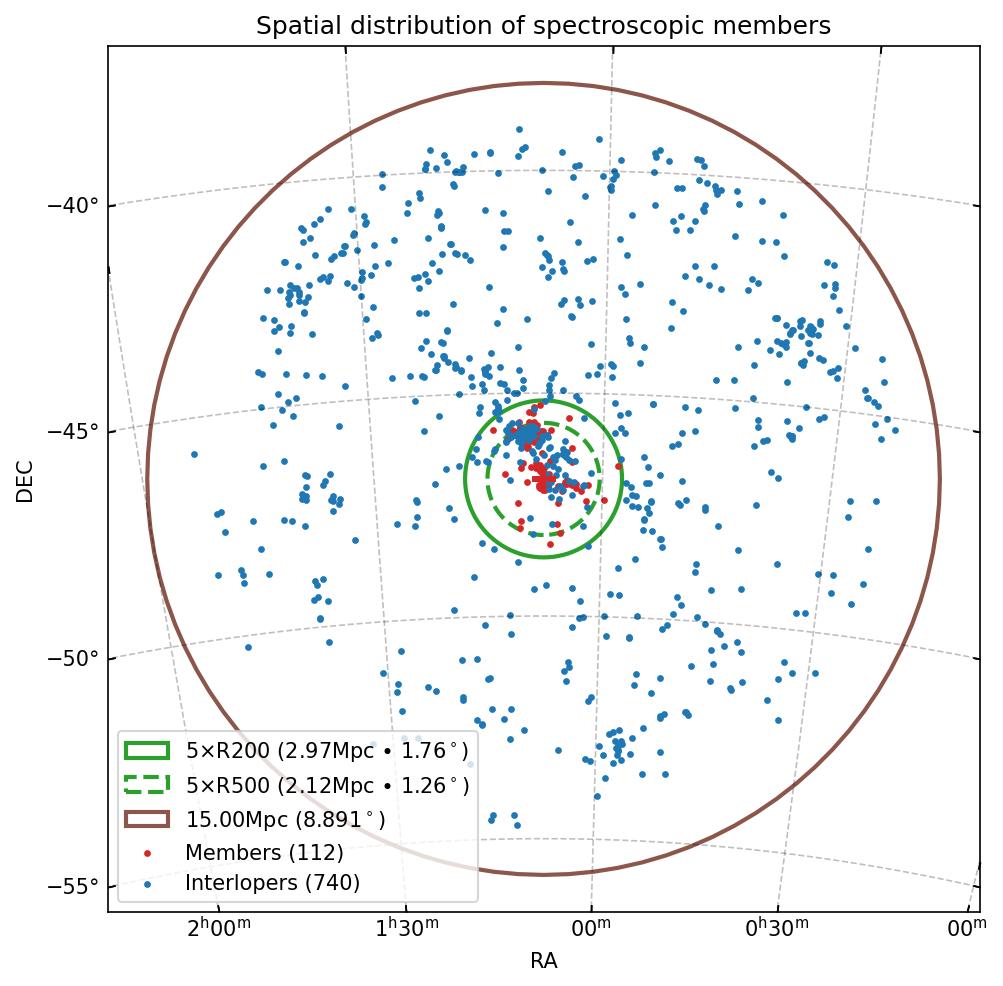 Spatial distribution of spectroscopic members
−40°
−45°
−50°
−55°
DEC
5×R200 (2.97Mpc • 1.76°)
5×R500 (2.12Mpc • 1.26°)
15.00Mpc (8.891°)
Members (112)
Interlopers (740)
2ʰ00ᵐ 1ʰ30ᵐ 00ᵐ 0ʰ30ᵐ 00ᵐ
RA